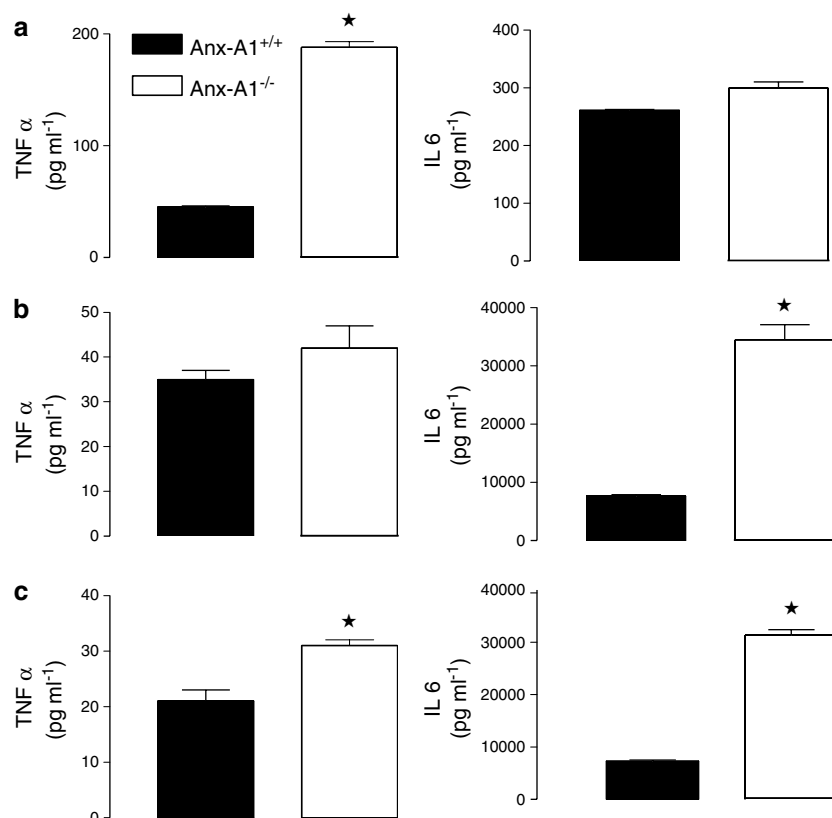 a
★
200
100
0
TNF α
(pg ml-1)
Anx-A1+/+
Anx-A1-/-
400
300
200
100
0
IL 6
(pg ml-1)
b
50
40
30
20
10
0
TNF α
(pg ml-1)
★
40000
30000
20000
10000
0
IL 6
(pg ml-1)
c
★
40
30
20
10
0
TNF α
(pg ml-1)
★
40000
30000
20000
10000
0
IL 6
(pg ml-1)